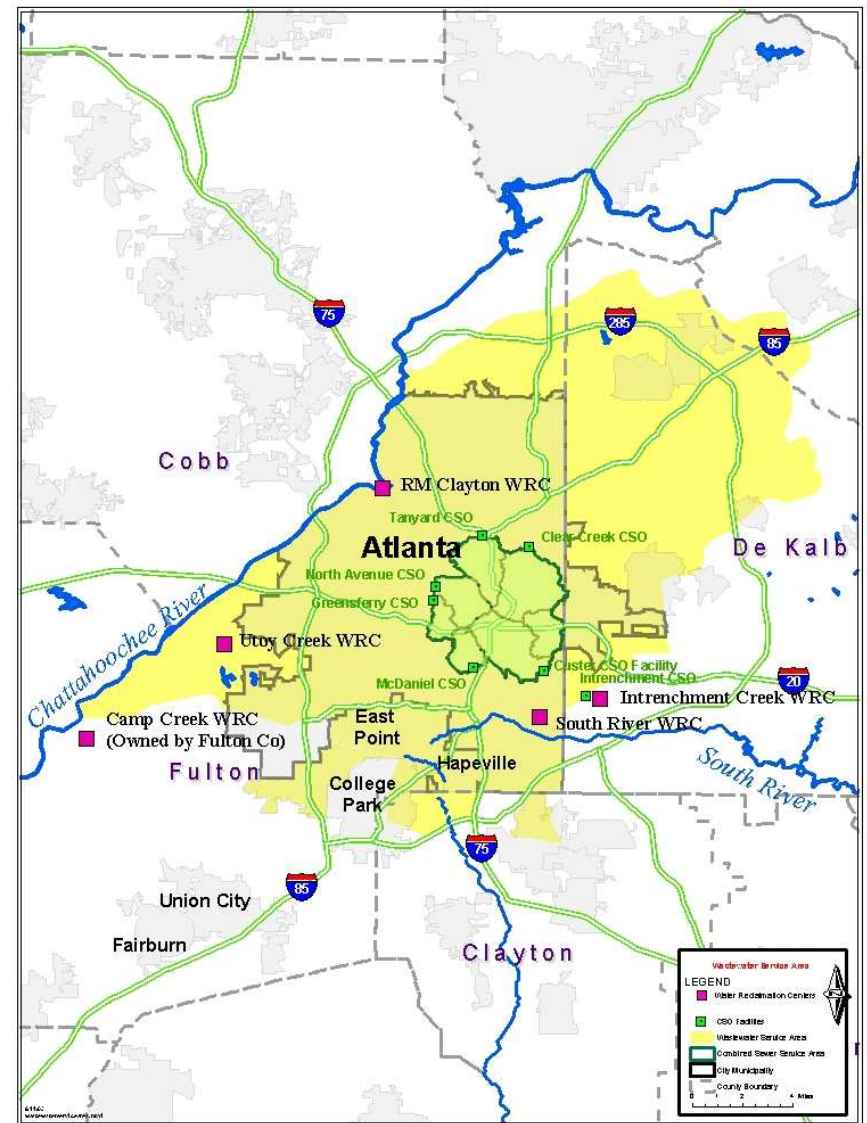 75
285
85
Cobb
RM Clayton WRC
Tanyard CSO
Clear Creek CSO
Atlanta
De Kalb
North Avenue CSO
Greensferry CSO
Chattahoochee River
Utoy Creek WRC
McDaniel CSO
Custer CSO Facility
Intrenchment CSO
20
Intrenchment Creek WRC
Camp Creek WRC
(Owned by Fulton Co)
East
Point
South River WRC
Fulton
Hapeville
College
Park
South River
75
85
Union City
Fairburn
Clayton
Wastewater Service Area
LEGEND
Water Reclamation Centers
CSO Facilities
Wastewater Service Area
Combined Sewer Service Area
City Municipality
County Boundary
0 2 4 Miles